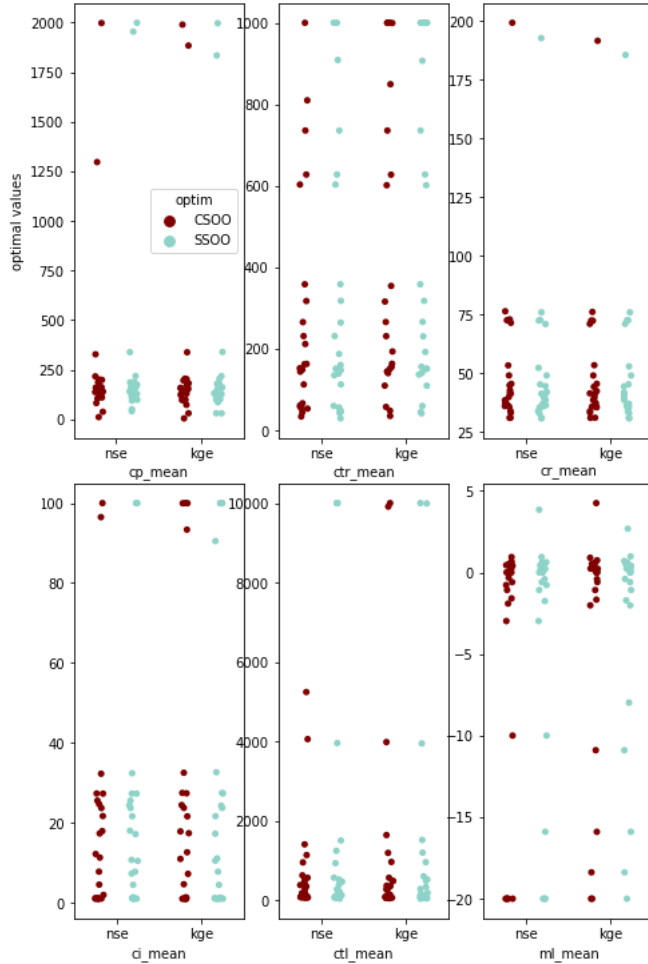 optimal values
2000
1750
1500
1250
1000
750
500
250
0
optim
CSOO
SSOO
nse
kge
cp_mean
1000
800
600
400
200
0
nse
kge
ctr_mean
200
175
150
125
100
75
50
25
nse
kge
cr_mean
100
80
60
40
20
0
nse
kge
ci_mean
10000
8000
6000
4000
2000
0
nse
kge
ctl_mean
5
0
−5
−10
−15
−20
nse
kge
ml_mean